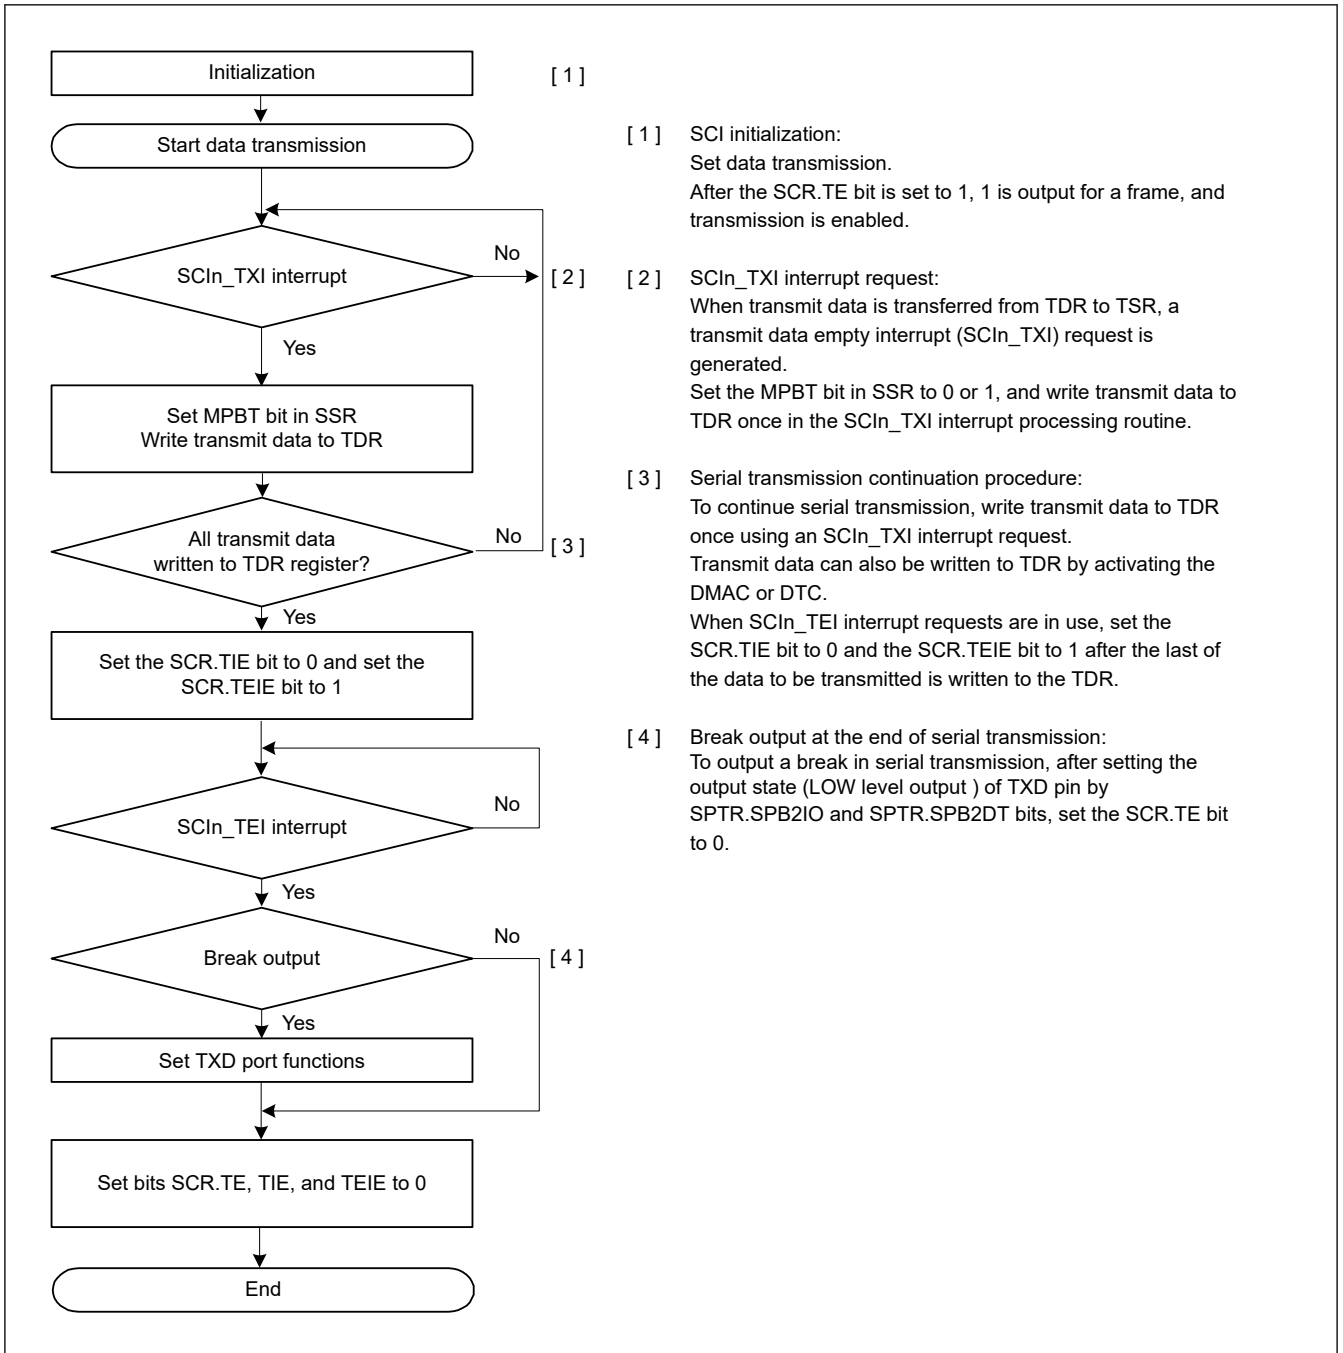 Initialization
[ 1 ]
Start data transmission
SCIn_TXI interrupt
No
[ 2 ]
Yes
Set MPBT bit in SSR
Write transmit data to TDR
All transmit data
written to TDR register?
No
[ 3 ]
Yes
Set the SCR.TIE bit to 0 and set the
SCR.TEIE bit to 1
SCIn_TEI interrupt
No
Yes
Break output
No
[ 4 ]
Yes
Set TXD port functions
Set bits SCR.TE, TIE, and TEIE to 0
End
[ 1 ] SCI initialization:
Set data transmission.
After the SCR.TE bit is set to 1, 1 is output for a frame, and
transmission is enabled.
[ 2 ] SCIn_TXI interrupt request:
When transmit data is transferred from TDR to TSR, a
transmit data empty interrupt (SCIn_TXI) request is
generated.
Set the MPBT bit in SSR to 0 or 1, and write transmit data to
TDR once in the SCIn_TXI interrupt processing routine.
[ 3 ] Serial transmission continuation procedure:
To continue serial transmission, write transmit data to TDR
once using an SCIn_TXI interrupt request.
Transmit data can also be written to TDR by activating the
DMAC or DTC.
When SCIn_TEI interrupt requests are in use, set the
SCR.TIE bit to 0 and the SCR.TEIE bit to 1 after the last of
the data to be transmitted is written to the TDR.
[ 4 ] Break output at the end of serial transmission:
To output a break in serial transmission, after setting the
output state (LOW level output ) of TXD pin by
SPTR.SPB2IO and SPTR.SPB2DT bits, set the SCR.TE bit
to 0.